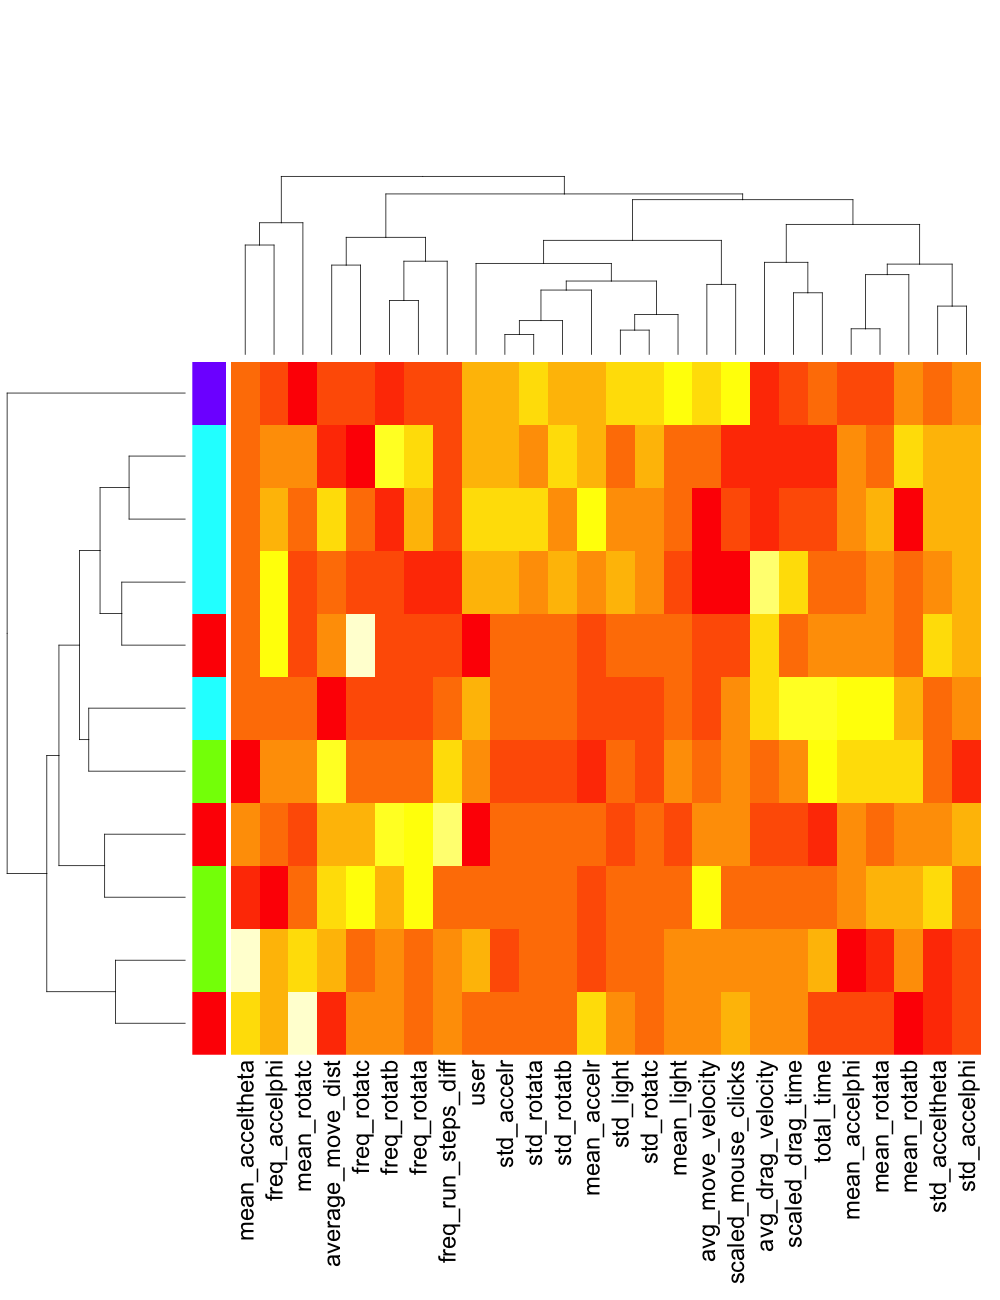 mean_acceltheta
freq_accelphi
mean_rotatc
average_move_dist
freq_rotatc
freq_rotatb
freq_rotata
freq_run_steps_diff
user
std_accelr
std_rotata
std_rotatb
mean_accelr
std_light
std_rotatc
mean_light
avg_move_velocity
scaled_mouse_clicks
avg_drag_velocity
scaled_drag_time
total_time
mean_accelphi
mean_rotata
mean_rotatb
std_acceltheta
std_accelphi